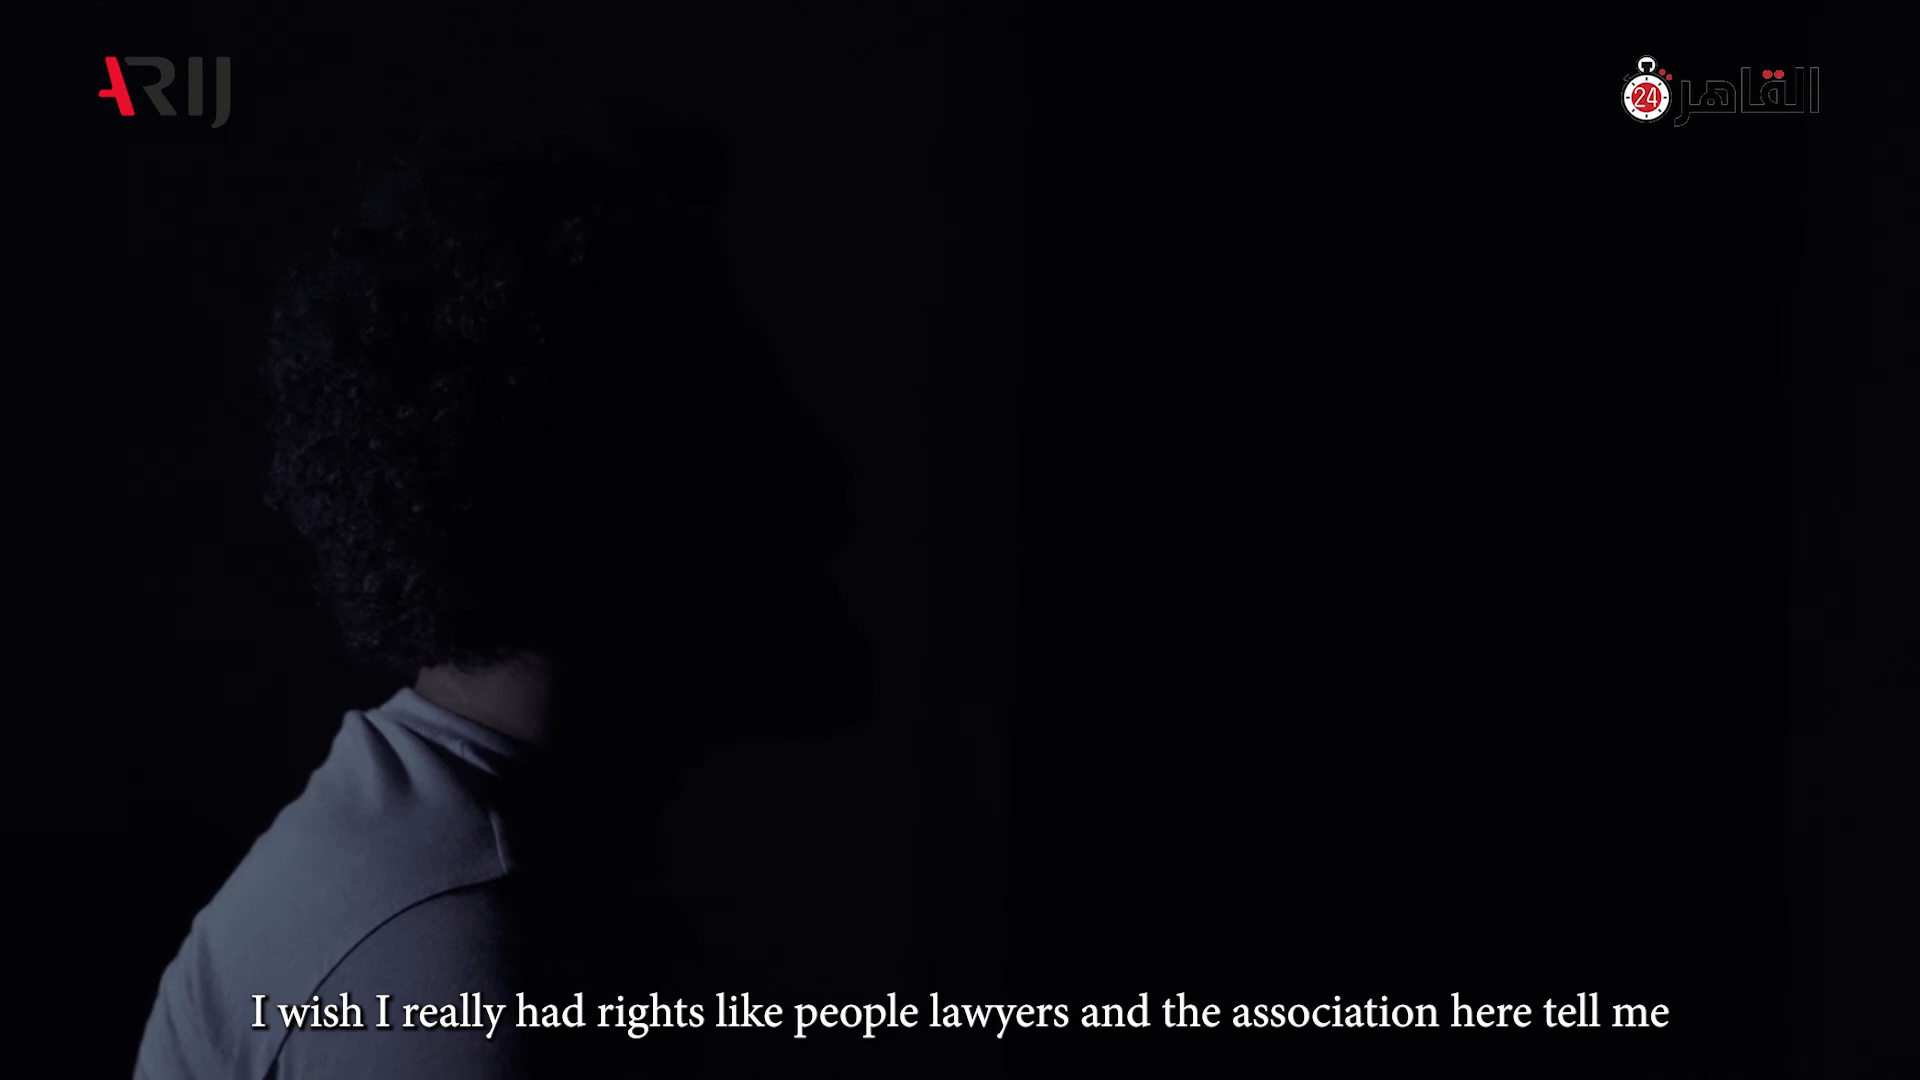 ARIJ
القاهرة 24
I wish I really had rights like people lawyers and the association here tell me